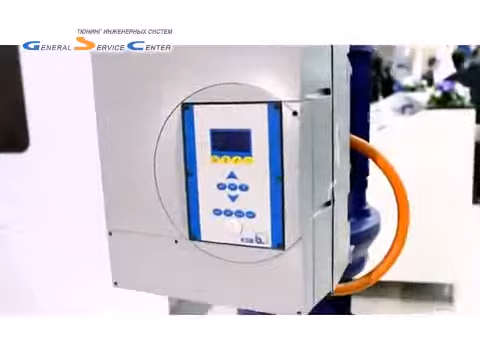 ТЮНИНГ ИНЖЕНЕРНЫХ СИСТЕМ
GENERAL SERVICE CENTER
KSB